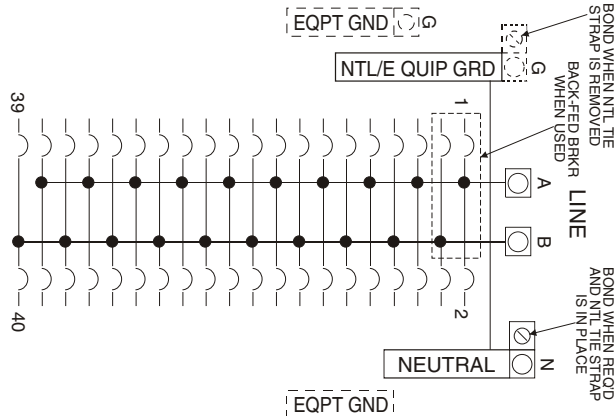 BOND WHEN NTL TIE
STRAP IS REMOVED
BACK-FED BRKR
WHEN USED
EQPT GND
G
NTL/E QUIP GRD
G
39
1
A
LINE
B
40
2
BOND WHEN REQ'D
AND NTL TIE STRAP
IS IN PLACE
NEUTRAL
N
EQPT GND